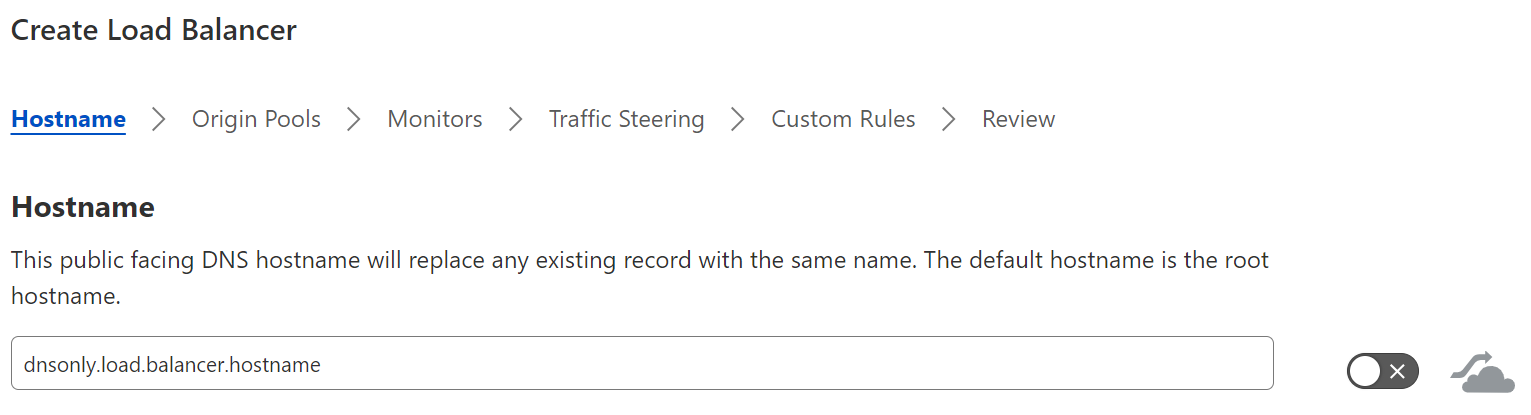 Create Load Balancer
Hostname > Origin Pools > Monitors > Traffic Steering > Custom Rules > Review
Hostname
This public facing DNS hostname will replace any existing record with the same name. The default hostname is the root
hostname.
dnsonly.load.balancer.hostname